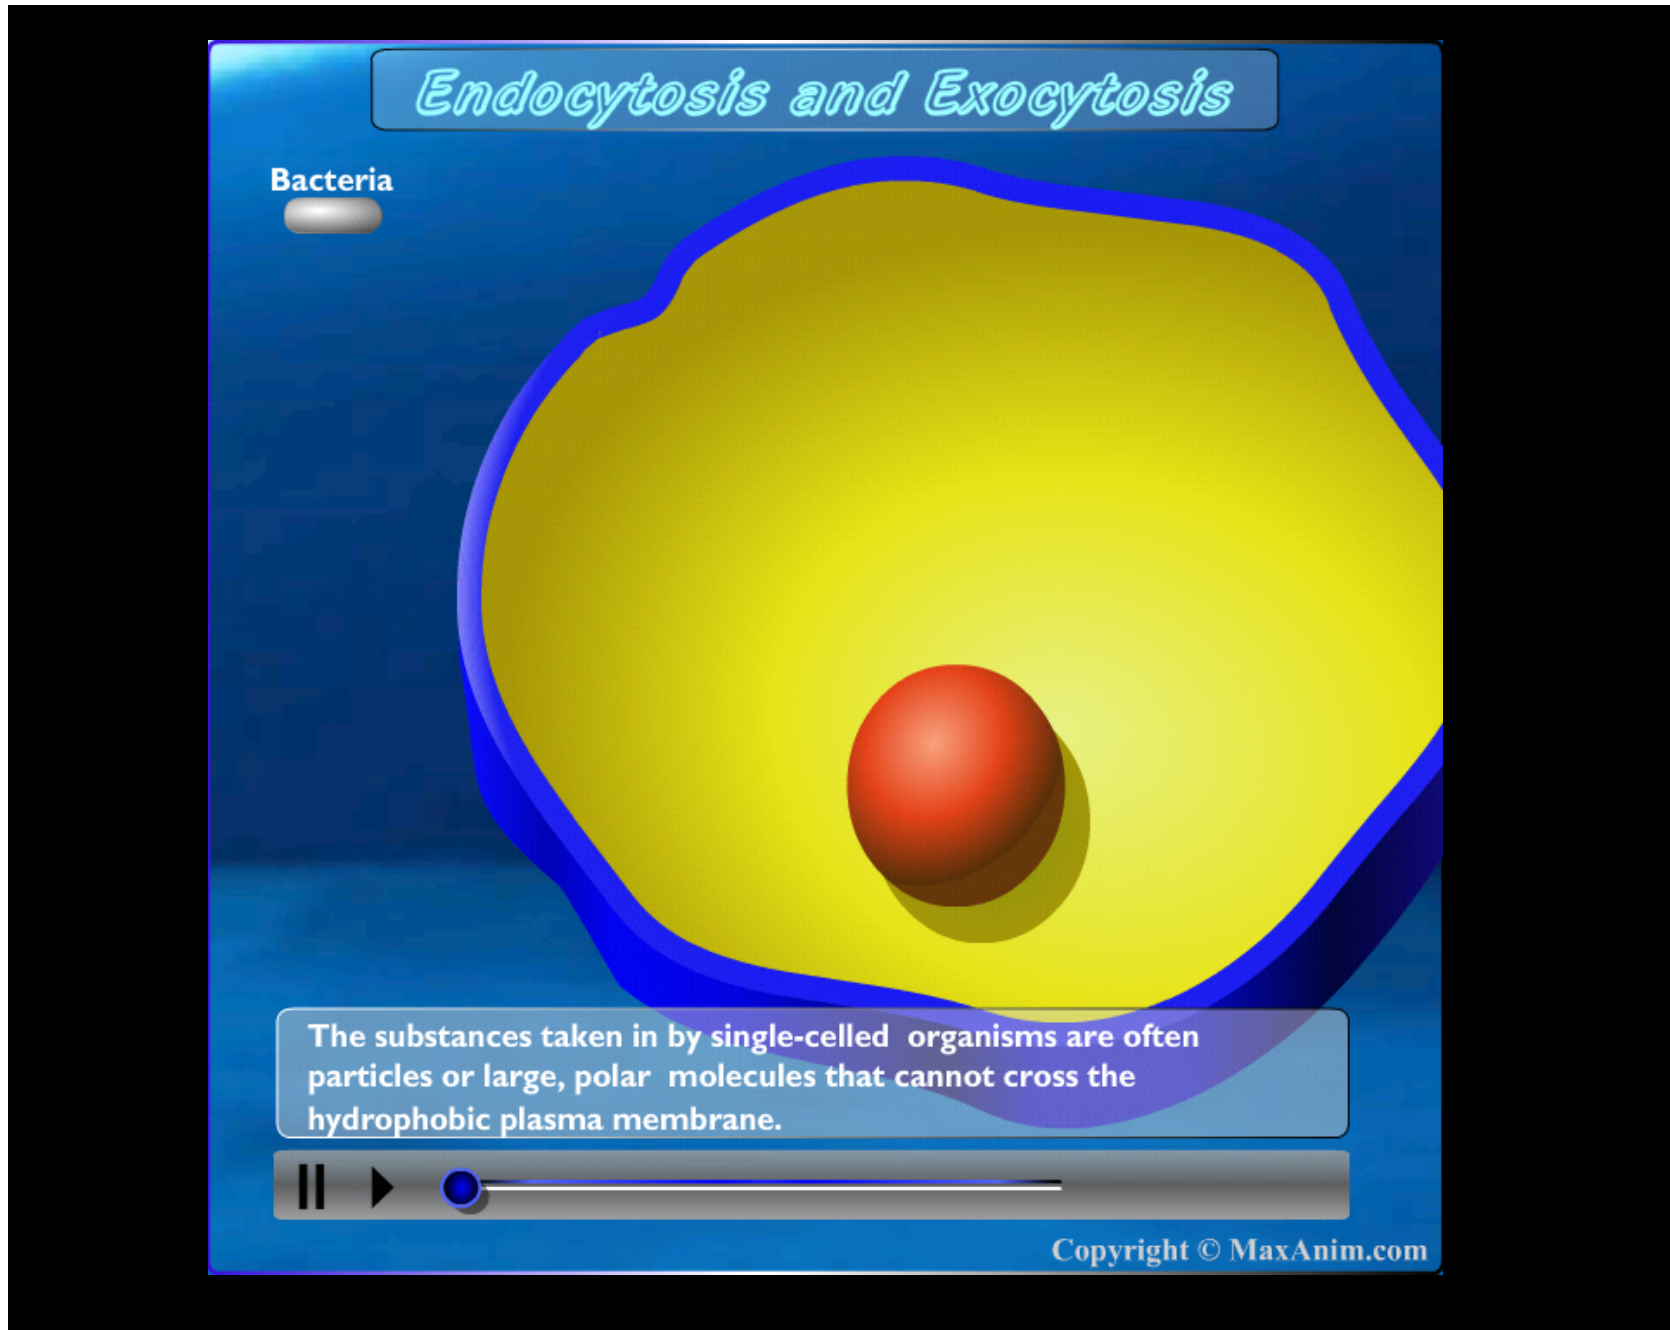 Endocytosis and Exocytosis
Bacteria
The substances taken in by single-celled organisms are often
particles or large, polar molecules that cannot cross the
hydrophobic plasma membrane.
Copyright © MaxAnim.com